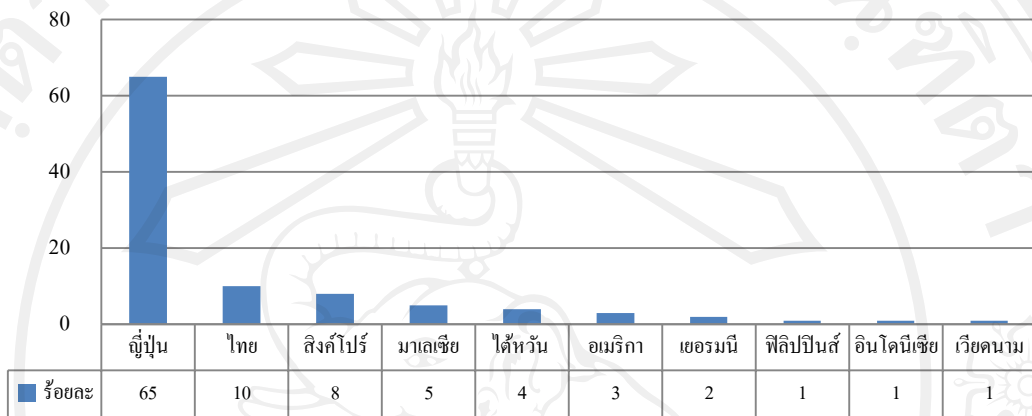 80
60
40
20
0
ญี่ปุ่น ไทย สิงค์โปร์ มาเลเซีย ไต้หวัน อเมริกา เยอรมนี ฟิลิปปินส์ อินโดนีเซีย เวียดนาม
ร้อยละ 65 10 8 5 4 3 2 1 1 1